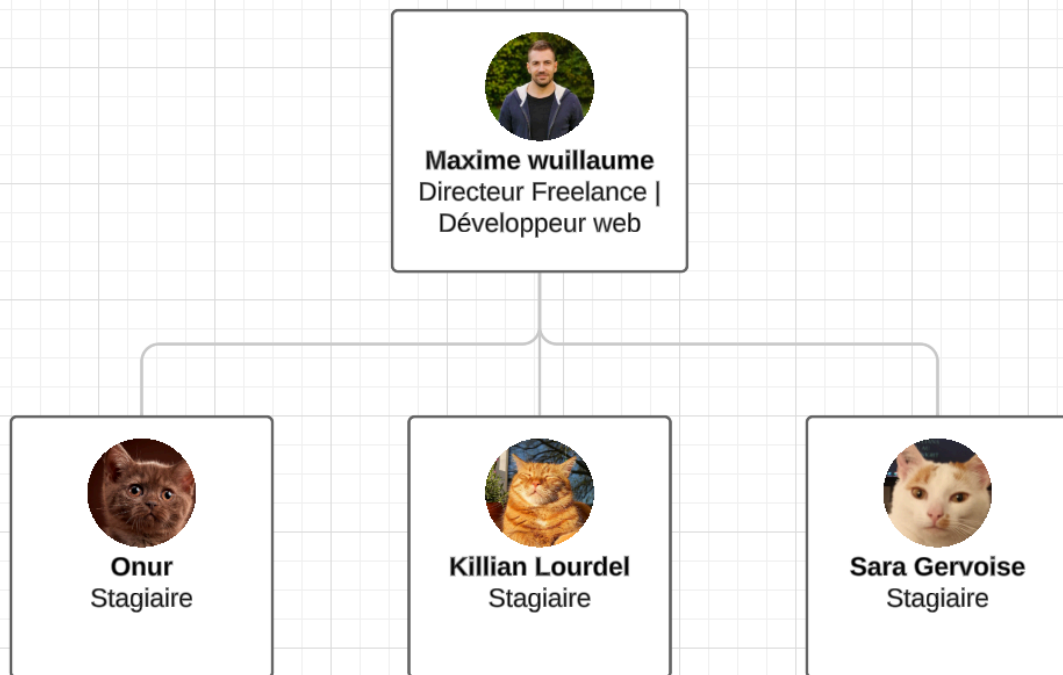 Maxime wuillaume
Directeur Freelance |
Développeur web
Onur
Stagiaire
Killian Lourdel
Stagiaire
Sara Gervoise
Stagiaire